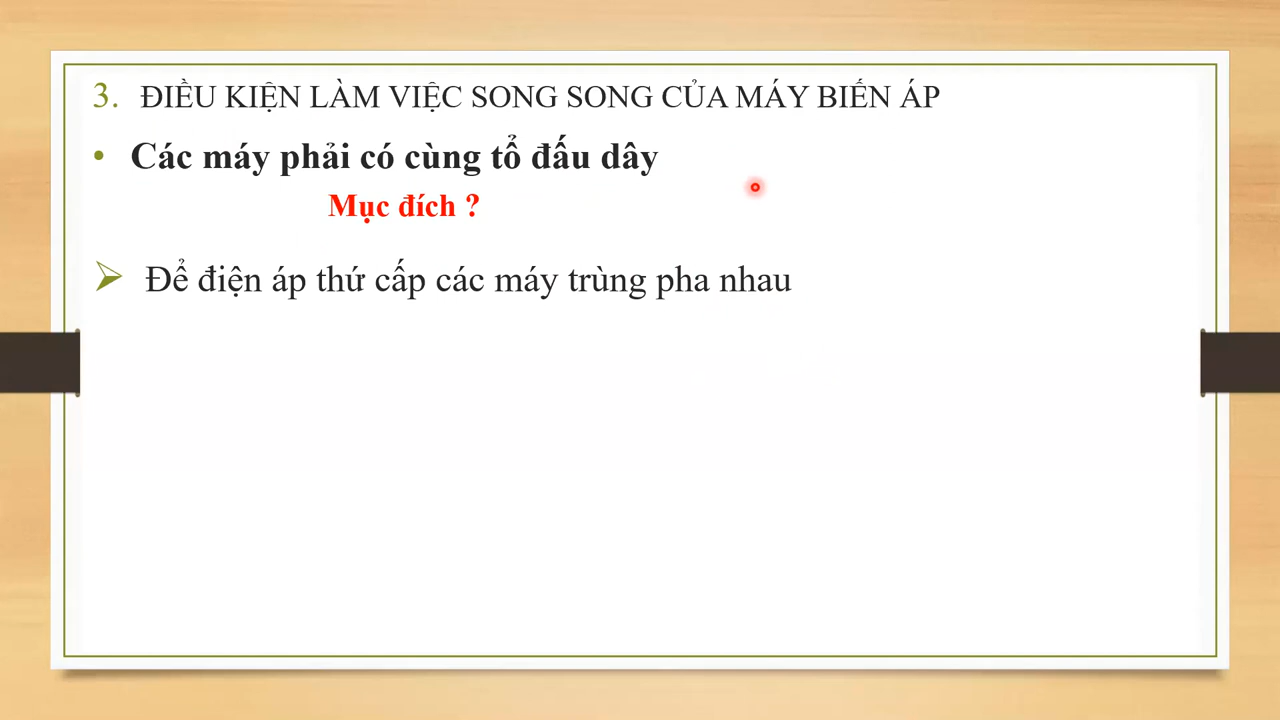 3. ĐIỀU KIỆN LÀM VIỆC SONG SONG CỦA MÁY BIẾN ÁP
• Các máy phải có cùng tổ đấu dây
Mục đích ?
➢ Để điện áp thứ cấp các máy trùng pha nhau